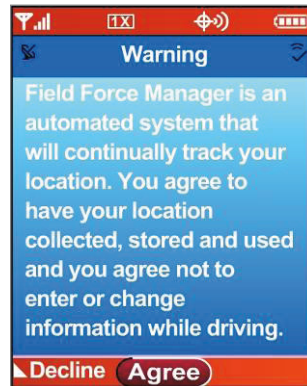 1X
Warning
Field Force Manager is an
automated system that
will continually track your
location. You agree to
have your location
collected, stored and used
and you agree not to
enter or change
information while driving.
Decline Agree